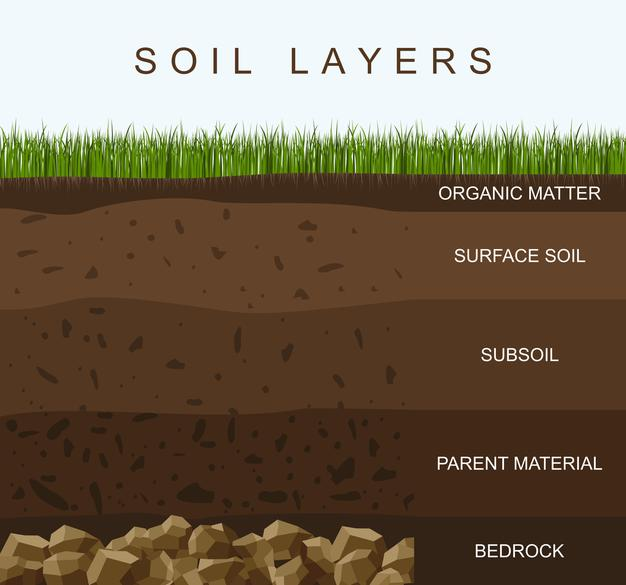 SOIL LAYERS
ORGANIC MATTER
SURFACE SOIL
SUBSOIL
PARENT MATERIAL
BEDROCK